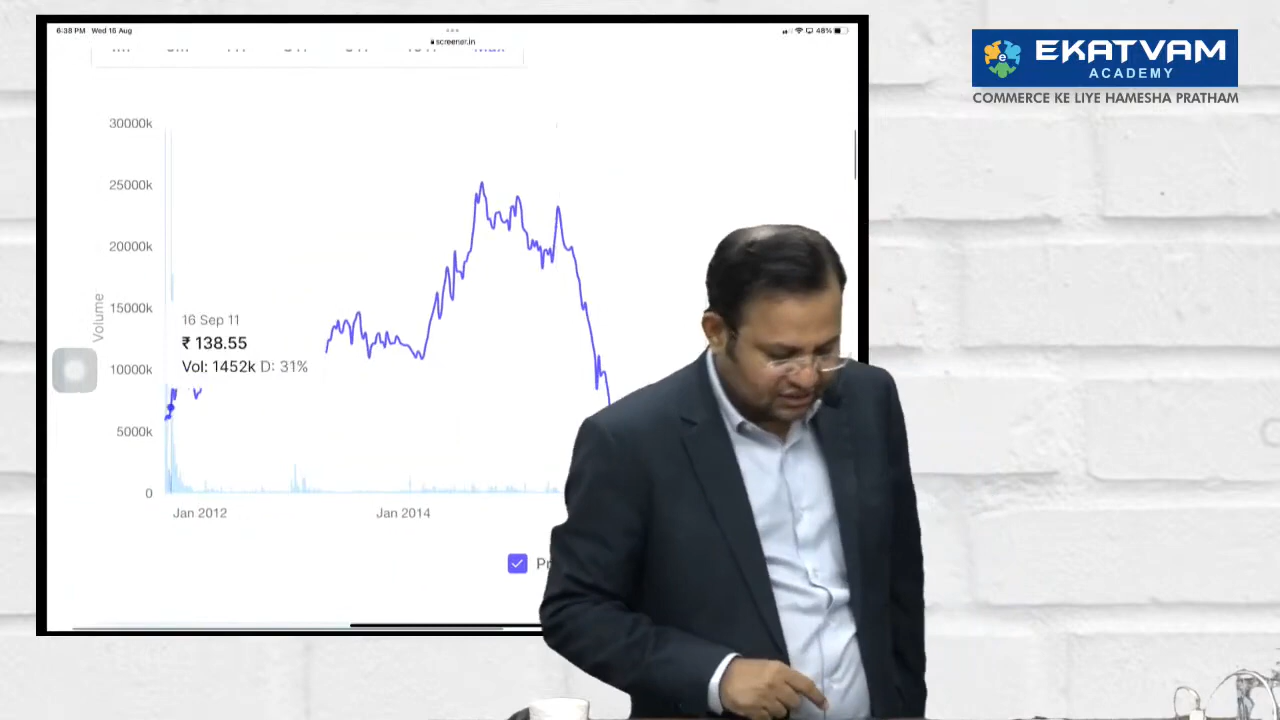 6:38 PM Wed 16 Aug
screener.in
48%
EKATVAM
ACADEMY
COMMERCE KE LIYE HAMESHA PRATHAM
Max
30000k
25000k
20000k
15000k
10000k
5000k
0
Volume
16 Sep 11
₹ 138.55
Vol: 1452k D: 31%
Jan 2012
Jan 2014